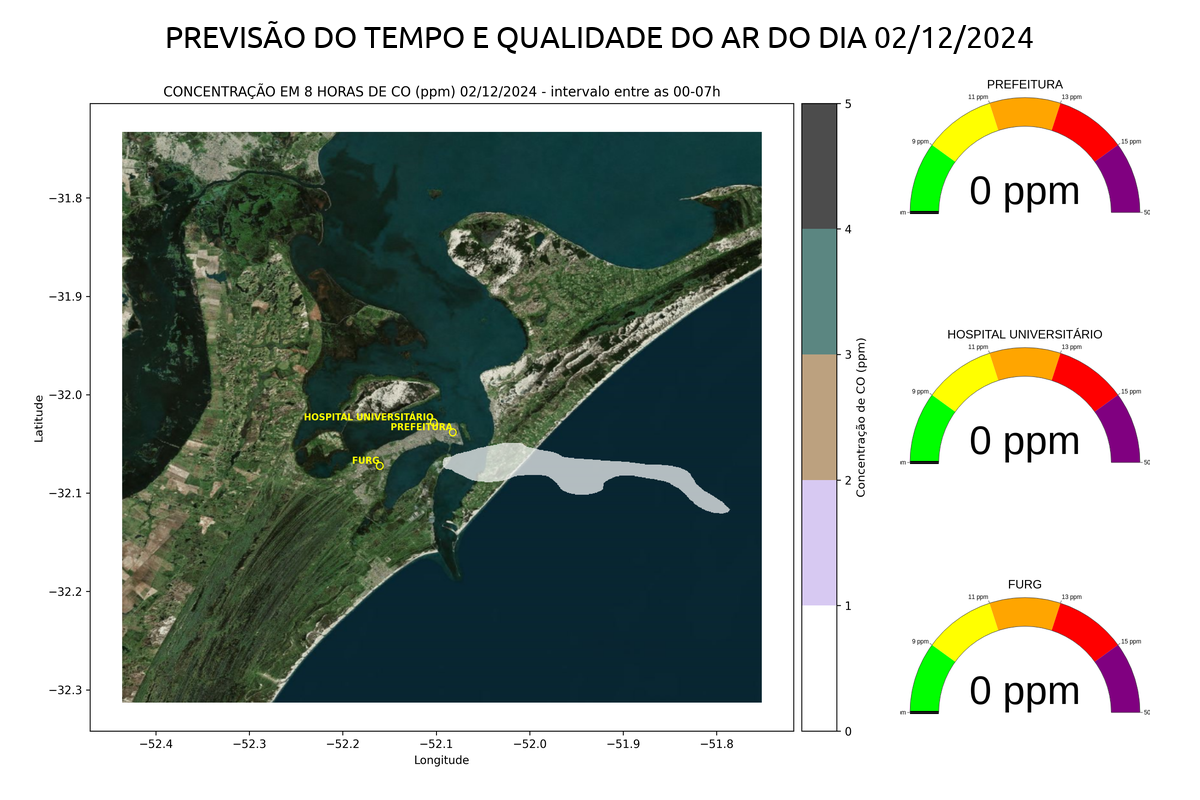 PREVISÃO DO TEMPO E QUALIDADE DO AR DO DIA 02/12/2024
CONCENTRAÇÃO EM 8 HORAS DE CO (ppm) 02/12/2024 - intervalo entre as 00-07h
Latitude
−31.8
−31.9
−32.0
−32.1
−32.2
−32.3
HOSPITAL UNIVERSITÁRIO
PREFEITURA
FURG
−52.4
−52.3
−52.2
−52.1
−52.0
−51.9
−51.8
Longitude
5
4
3
2
1
0
Concentração de CO (ppm)
PREFEITURA
9 ppm
11 ppm
13 ppm
15 ppm
0 ppm
HOSPITAL UNIVERSITÁRIO
9 ppm
11 ppm
13 ppm
15 ppm
0 ppm
FURG
9 ppm
11 ppm
13 ppm
15 ppm
0 ppm